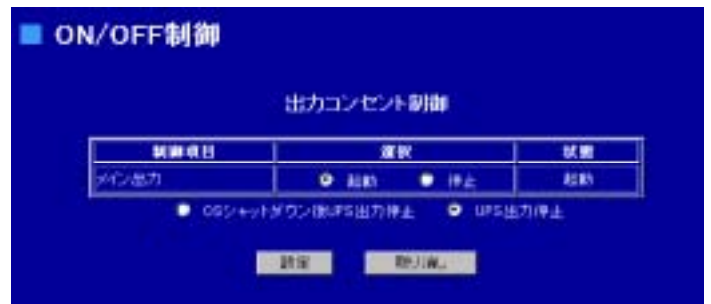 ON/OFF制御
出力コンセント制御
制御項目 選択 状態
メイン出力 起動 停止 起動
OSシャットダウン後UPS出力停止 UPS出力停止
設定 取り消し